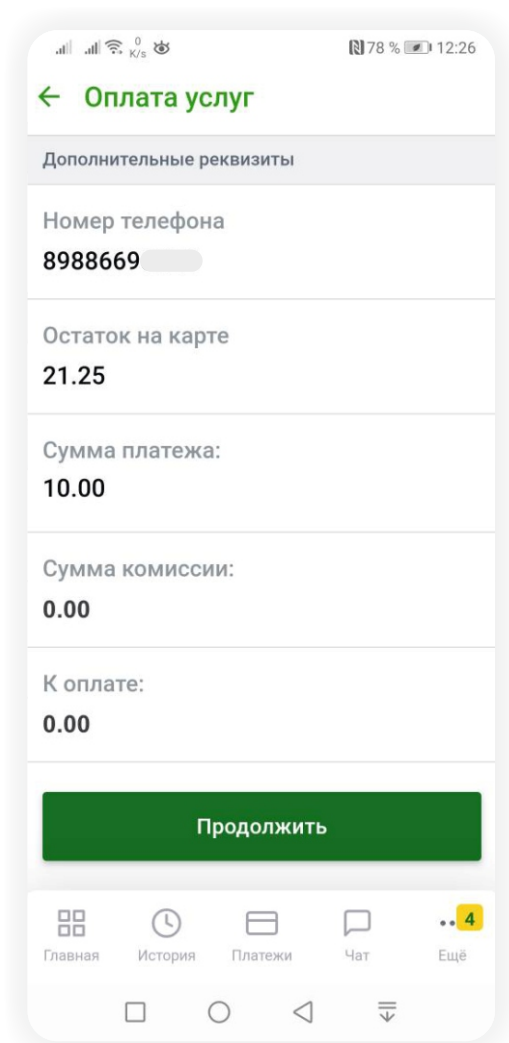 0
K/s
78 % 12:26
Оплата услуг
Дополнительные реквизиты
Номер телефона
8988669
Остаток на карте
21.25
Сумма платежа:
10.00
Сумма комиссии:
0.00
К оплате:
0.00
Продолжить
4
Главная История Платежи Чат Ещё